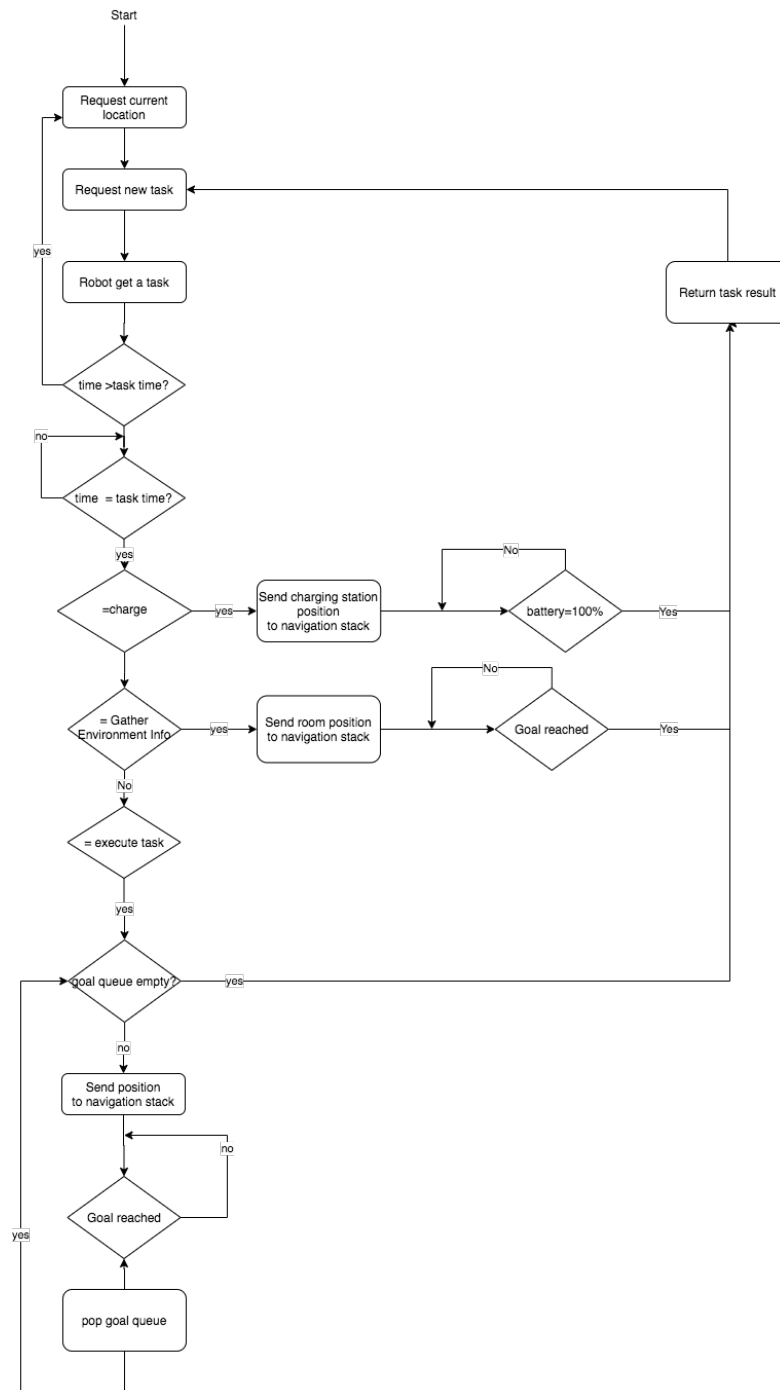 Start
Request current
location
Request new task
yes
Robot get a task
Return task result
time >task time?
no
time = task time?
yes
=charge
yes
Send charging station
position
to navigation stack
No
battery=100%
Yes
= Gather
Environment Info
yes
Send room position
to navigation stack
No
Goal reached
Yes
No
= execute task
yes
goal queue empty?
yes
no
Send position
to navigation stack
no
Goal reached
yes
pop goal queue